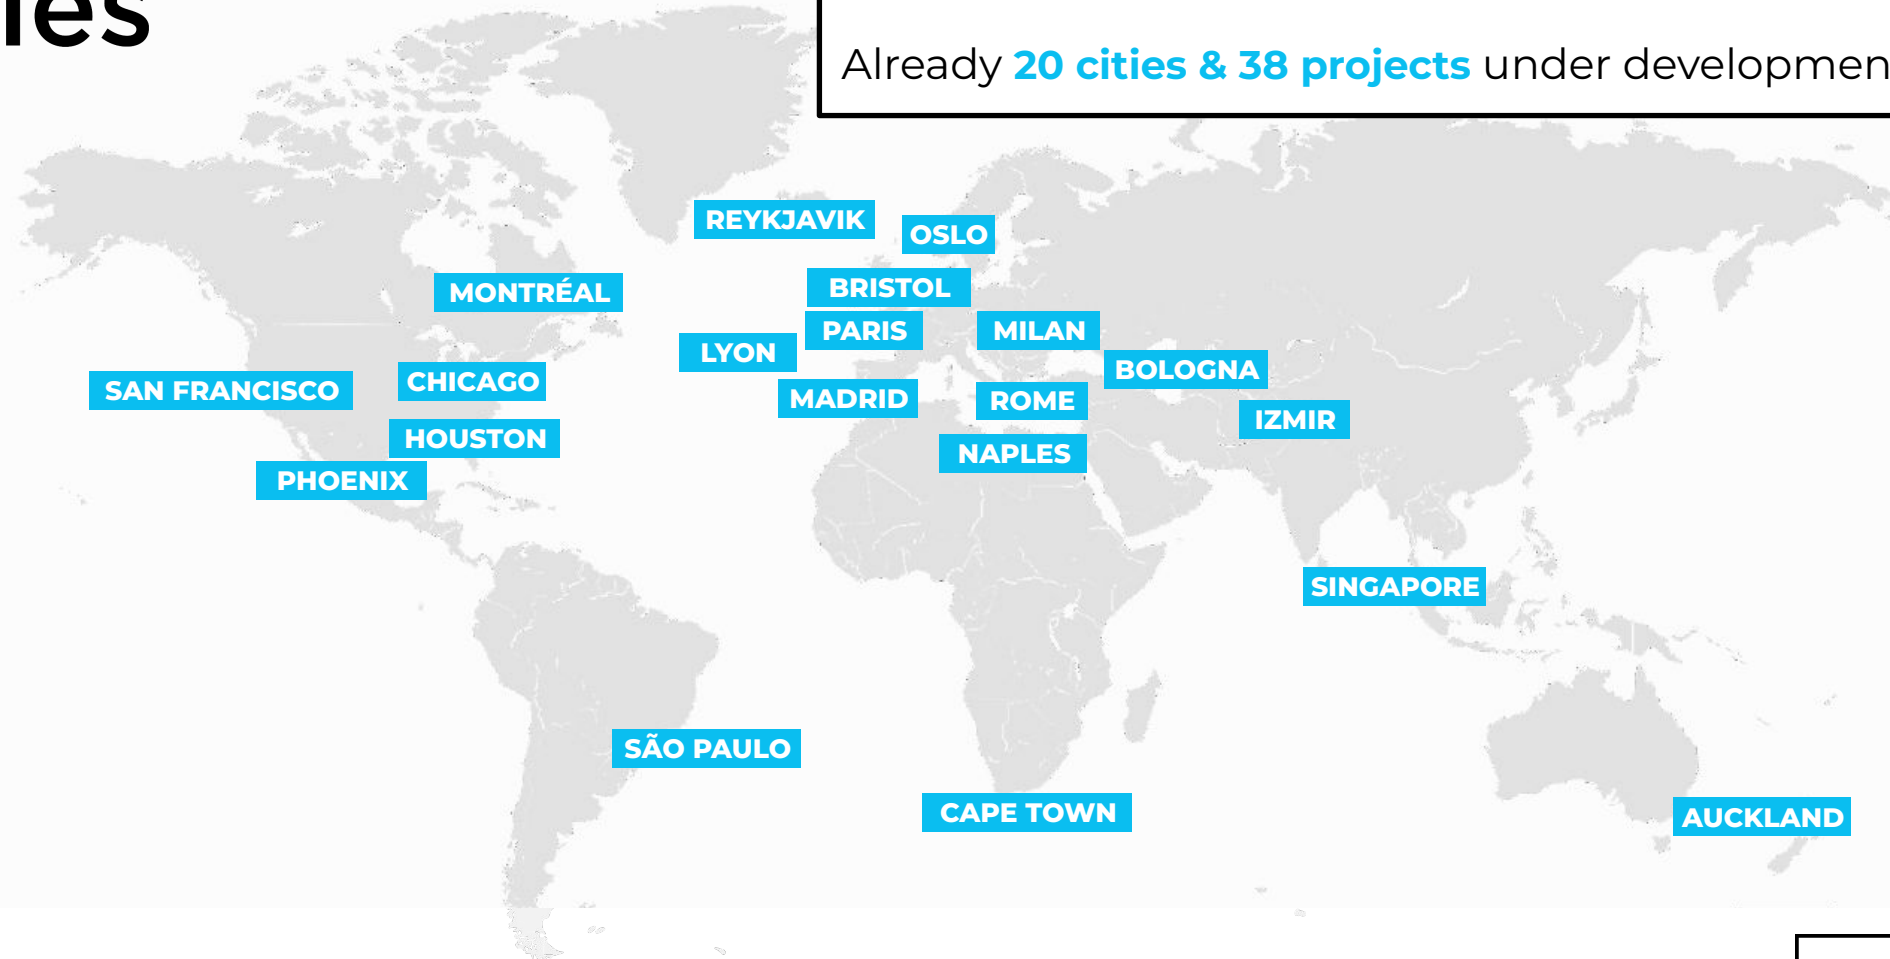 ies
Already 20 cities & 38 projects under developmen
REYKJAVIK
OSLO
MONTRÉAL
BRISTOL
PARIS
MILAN
LYON
BOLOGNA
SAN FRANCISCO
CHICAGO
MADRID
ROME
IZMIR
HOUSTON
NAPLES
PHOENIX
SINGAPORE
SÃO PAULO
CAPE TOWN
AUCKLAND